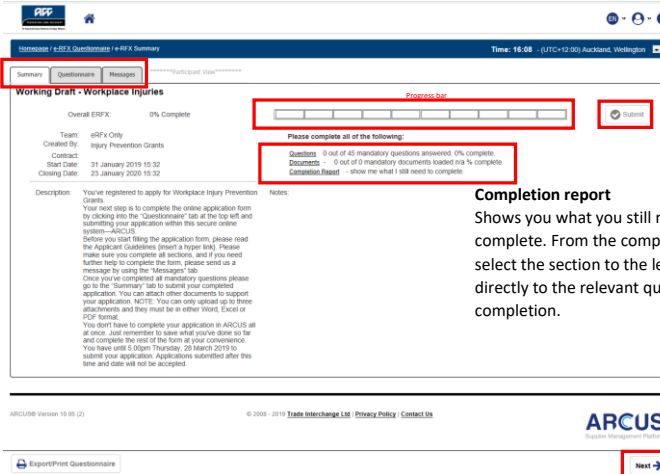 EN
Homepage / e-RFX Questionnaire / e-RFX Summary
Time: 16:08 - (UTC+12:00) Auckland, Wellington
Summary
Questionnaire
Messages
*******Participant View********
Working Draft - Workplace Injuries
Progress bar
Overall ERFX: 0% Complete
Submit
Team: eRFx Only
Created By: Injury Prevention Grants
Contract:
Start Date: 31 January 2019 15:32
Closing Date: 23 January 2020 15:32
Please complete all of the following:
Questions 0 out of 45 mandatory questions answered. 0% complete.
Documents - 0 out of 0 mandatory documents loaded n/a % complete.
Completion Report - show me what I still need to complete.
Description:
You've registered to apply for Workplace Injury Prevention
Grants.
Your next step is to complete the online application form
by clicking into the "Questionnaire" tab at the top left and
submitting your application within this secure online
system—ARCUS.
Before you start filling the application form, please read
the Applicant Guidelines (insert a hyper link). Please
make sure you complete all sections, and if you need
further help to complete the form, please send us a
message by using the "Messages" tab.
Once you've completed all mandatory questions please
go to the "Summary" tab to submit your completed
application. You can attach other documents to support
your application. NOTE: You can only upload up to three
attachments and they must be in either Word, Excel or
PDF format.
You don't have to complete your application in ARCUS all
at once. Just remember to save what you've done so far
and complete the rest of the form at your convenience.
You have until 5.00pm Thursday, 28 March 2019 to
submit your application. Applications submitted after this
time and date will not be accepted.
Notes:
Completion report
Shows you what you still
complete. From the comp
select the section to the le
directly to the relevant qu
completion.
© 2008 - 2019 Trade Interchange Ltd | Privacy Policy | Contact Us
ARCUS
Supplier Management Platfor
Export/Print Questionnaire
Next